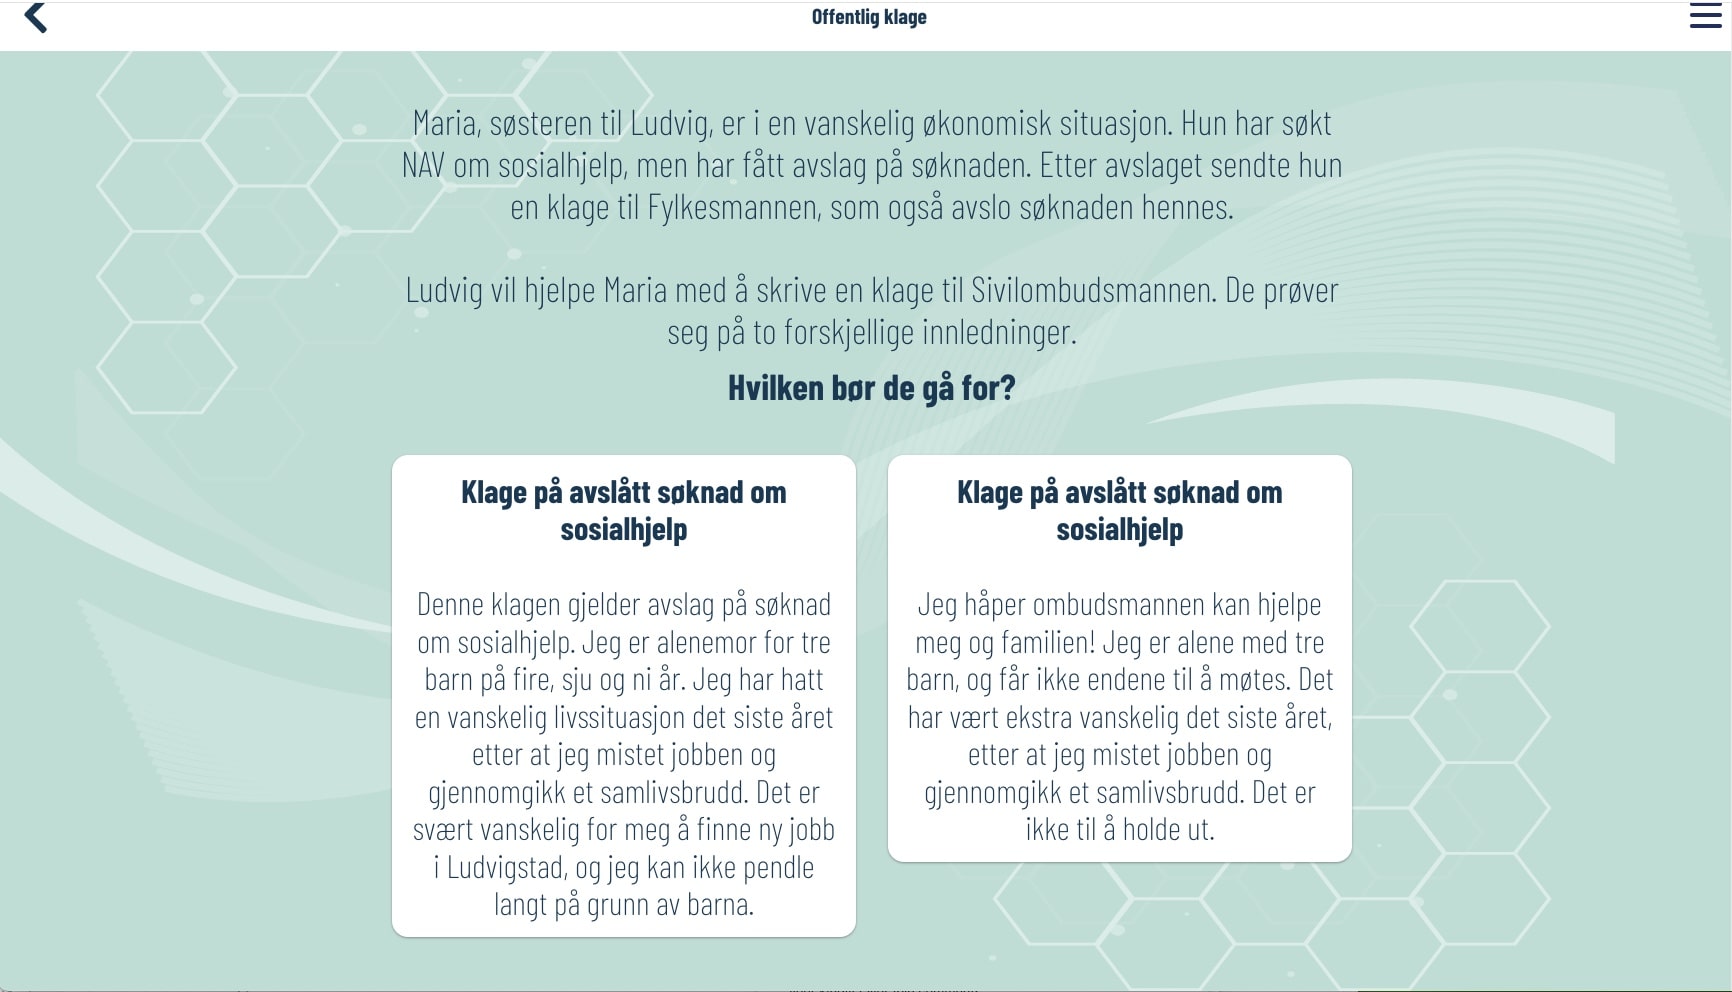 Offentlig klage
Maria, søsteren til Ludvig, er i en vanskelig økonomisk situasjon. Hun har søkt
NAV om sosialhjelp, men har fått avslag på søknaden. Etter avslaget sendte hun
en klage til Fylkesmannen, som også avslo søknaden hennes.
Ludvig vil hjelpe Maria med å skrive en klage til Sivilombudsmannen. De prøver
seg på to forskjellige innledninger.
Hvilken bør de gå for?
Klage på avslått søknad om
sosialhjelp
Denne klagen gjelder avslag på søknad
om sosialhjelp. Jeg er alenemor for tre
barn på fire, sju og ni år. Jeg har hatt
en vanskelig livssituasjon det siste året
etter at jeg mistet jobben og
gjennomgikk et samlivsbrudd. Det er
svært vanskelig for meg å finne ny jobb
i Ludvigstad, og jeg kan ikke pendle
langt på grunn av barna.
Klage på avslått søknad om
sosialhjelp
Jeg håper ombudsmannen kan hjelpe
meg og familien! Jeg er alene med tre
barn, og får ikke endene til å møtes. Det
har vært ekstra vanskelig det siste året,
etter at jeg mistet jobben og
gjennomgikk et samlivsbrudd. Det er
ikke til å holde ut.